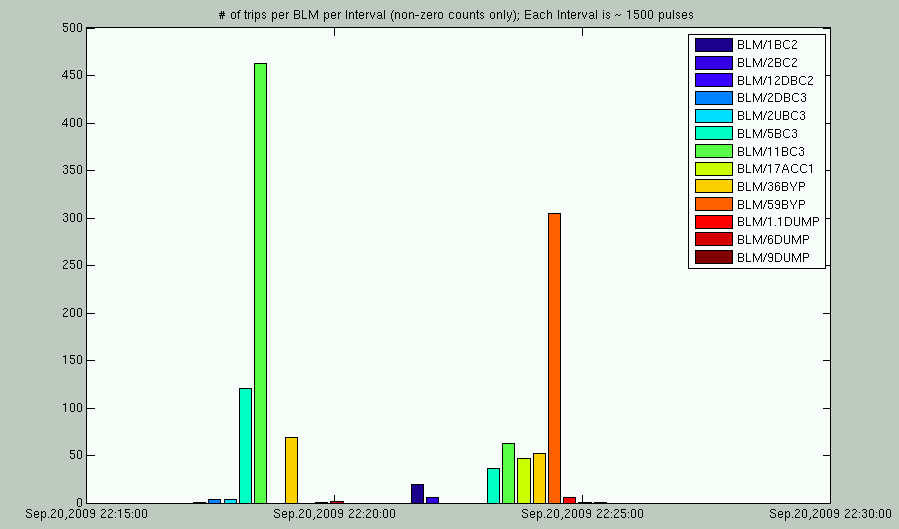 # of trips per BLM per Interval (non-zero counts only); Each Interval is ~ 1500 pulses
500
450
400
350
300
250
200
150
100
50
0
Sep.20,2009 22:15:00
Sep.20,2009 22:20:00
Sep.20,2009 22:25:00
Sep.20,2009 22:30:00
BLM/1BC2
BLM/2BC2
BLM/12DBC2
BLM/2DBC3
BLM/2UBC3
BLM/5BC3
BLM/11BC3
BLM/17ACC1
BLM/36BYP
BLM/59BYP
BLM/1.1DUMP
BLM/6DUMP
BLM/9DUMP